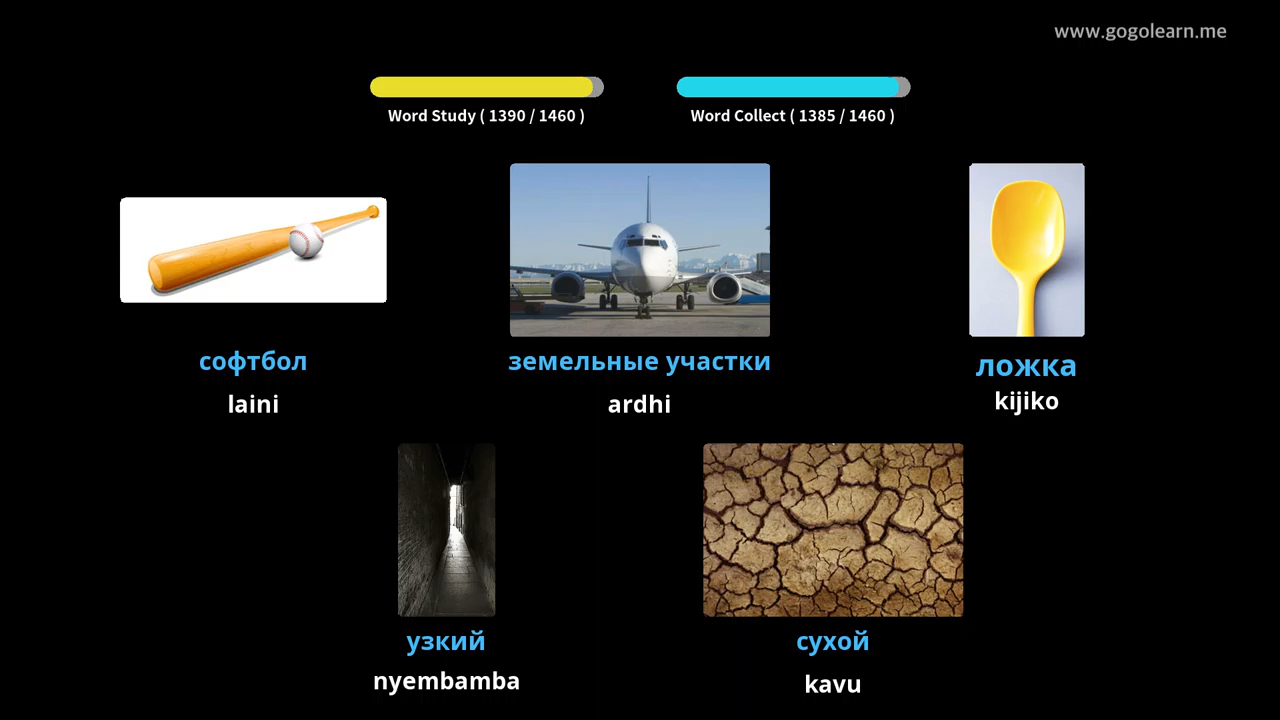 www.gogolearn.me
Word Study ( 1390 / 1460 )
Word Collect ( 1385 / 1460 )
софтбол
laini
земельные участки
ardhi
ложка
kijiko
узкий
nyembamba
сухой
kavu